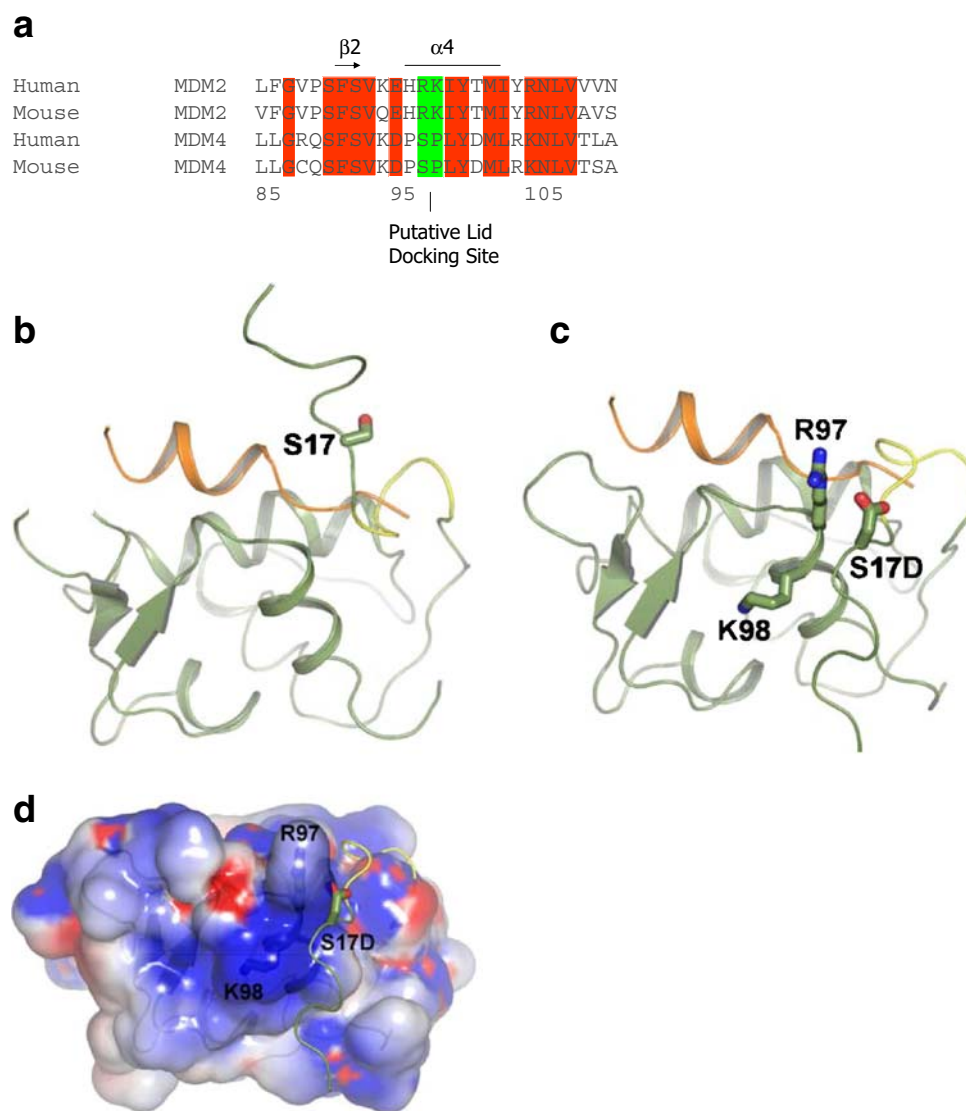 a
β2 α4
Human MDM2 LFGVPSFSVKEHRKIYTMIYRNLVVVN
Mouse MDM2 VFGVPSFSVQEHRKIYTMIYRNLVAVS
Human MDM4 LLGRQSFSVKDPSPLYDMLRKNLVTLA
Mouse MDM4 LLGCQSFSVKDPSPLYDMLRKNLVTSA
85 95 105
Putative Lid
Docking Site
b
c
S17
R97
S17D
K98
d
R97
S17D
K98